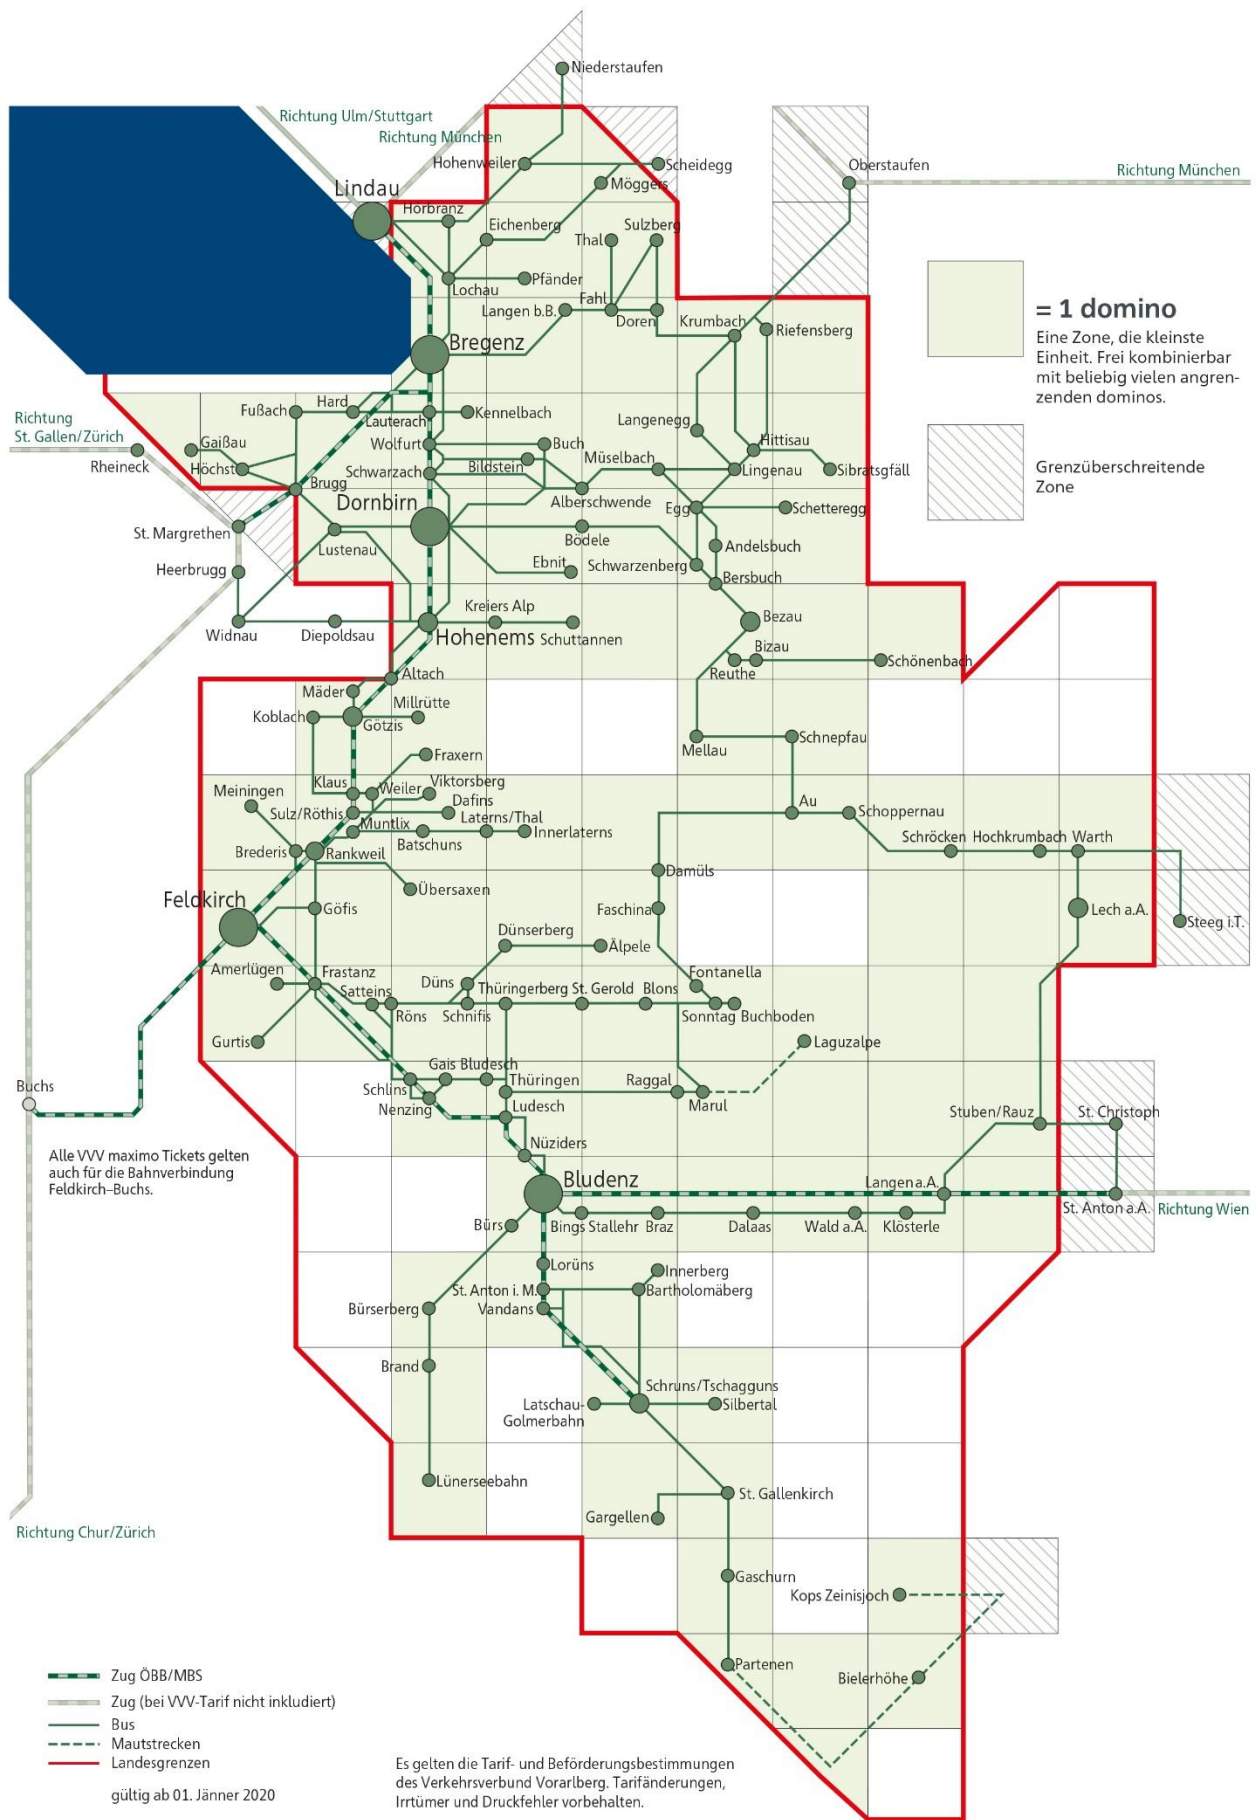 Niederstaufen
Richtung Ulm/Stuttgart
Richtung München
Hohenweiler
Scheidegg
Möggers
Oberstaufen
Richtung München
Lindau
Hörbranz
Eichenberg
Sulzberg
Thal
Lochau
Pfänder
Langen b.B.
Fahl
Doren
Krumbach
Riefensberg
= 1 domino
Eine Zone, die kleinste
Einheit. Frei kombinierbar
mit beliebig vielen angren-
zenden dominos.
Bregenz
Richtung
St. Gallen/Zürich
Rheineck
Fußach
Hard
Lauterach
Kennelbach
Langenegg
Gaißau
Höchst
Wolfurt
Buch
Hittisau
Schwarzach
Bildstein
Müselbach
Lingenau
Sibratsgfäll
Grenzüberschreitende
Zone
Brugg
Dornbirn
Alberschwende
Egg
Schetteregg
St. Margrethen
Lustenau
Bödele
Andelsbuch
Heerbrugg
Ebnit
Schwarzenberg
Bersbuch
Widnau
Diepoldsau
Kreiers Alp
Hohenems
Schuttannen
Bezau
Bizau
Reuthe
Schönenbach
Altach
Mäder
Millrütte
Koblach
Götzis
Mellau
Schnepfau
Fraxern
Klaus
Weiler
Viktorsberg
Meiningen
Sulz/Röthis
Dafins
Au
Schoppernau
Muntlix
Laterns/Thal
Batschuns
Innerlaterns
Schröcken
Hochkrumbach
Warth
Brederis
Rankweil
Damüls
Übersaxen
Feldkirch
Göfis
Faschina
Lech a.A.
Steeg i.T.
Dünserberg
Älpele
Amerlügen
Frastanz
Satteins
Düns
Thüringerberg
St. Gerold
Blons
Fontanella
Röns
Schnifis
Sonntag
Buchboden
Gurtis
Laguzalpe
Buchs
Gais
Bludesch
Schlins
Nenzing
Thüringen
Raggal
Marul
Ludesch
Stuben/Rauz
St. Christoph
Nüziders
Alle VVV maximo Tickets gelten
auch für die Bahnverbindung
Feldkirch–Buchs.
Bludenz
Langen a.A.
St. Anton a.A.
Richtung Wien
Bürs
Bings
Stallehr
Braz
Dalaas
Wald a.A.
Klösterle
Lorüns
Innerberg
St. Anton i. M.
Bartholomäberg
Bürserberg
Vandans
Brand
Schruns/Tschagguns
Latschau-
Golmerbahn
Silbertal
Lünerseebahn
St. Gallenkirch
Gargellen
Richtung Chur/Zürich
Gaschurn
Kops Zeinisjoch
Partenen
Bielerhöhe
Zug ÖBB/MBS
Zug (bei VVV-Tarif nicht inkludiert)
Bus
Mautstrecken
Landesgrenzen
gültig ab 01. Jänner 2020
Es gelten die Tarif- und Beförderungsbestimmungen
des Verkehrsverbund Vorarlberg. Tarifänderungen,
Irrtümer und Druckfehler vorbehalten.